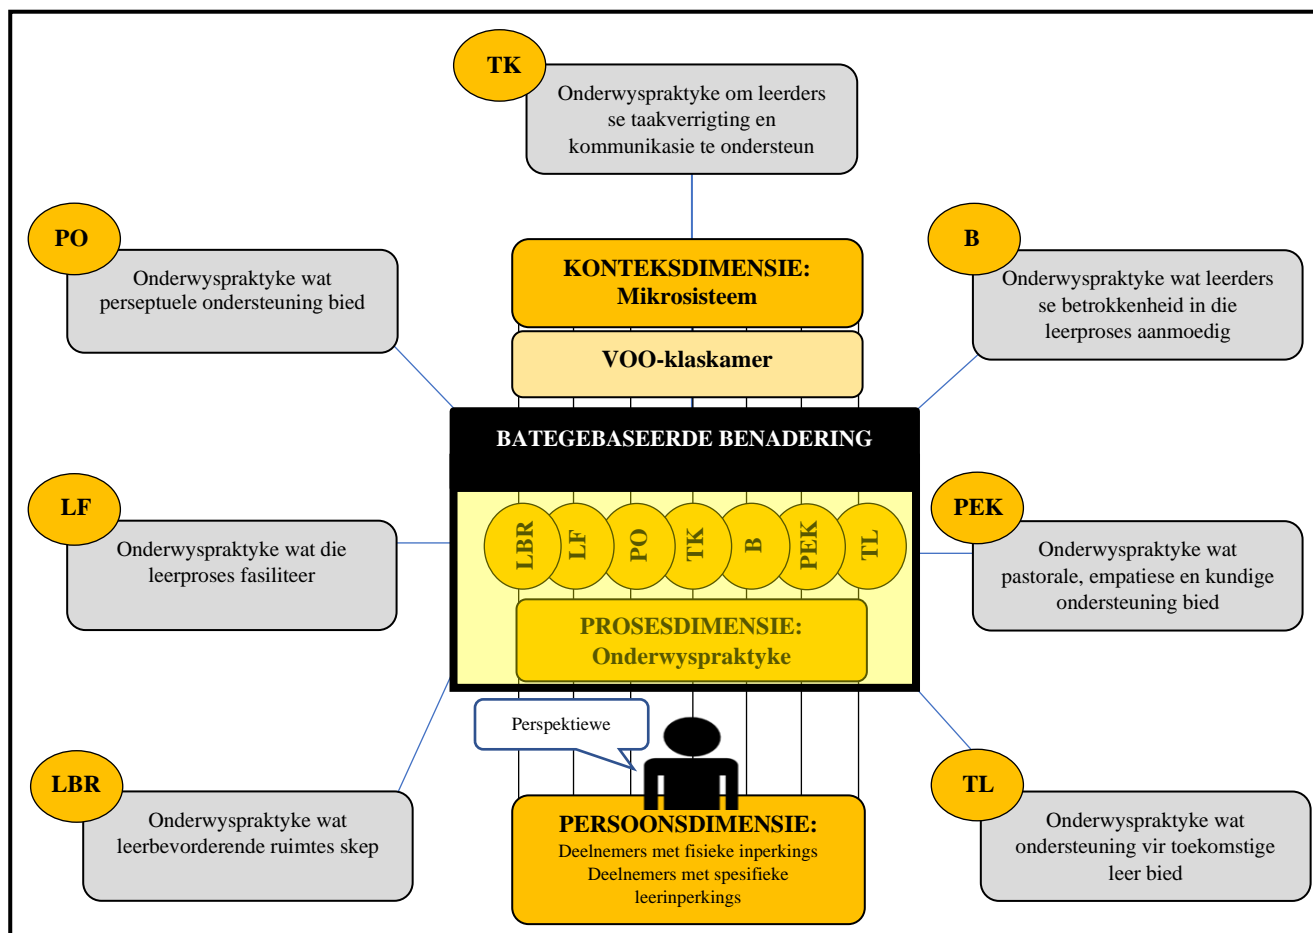 TK
Onderwyspraktyke om leerders
se taakverrigting en
kommunikasie te ondersteun
PO
Onderwyspraktyke wat
perseptuele ondersteuning bied
KONTEKSDIMENSIE:
Mikrosisteem
B
Onderwyspraktyke wat leerders
se betrokkenheid in die
leerproses aanmoedig
VOO-klaskamer
BATEGEBASEERDE BENADERING
LF
Onderwyspraktyke wat die
leerproses fasiliteer
LBR
LF
PO
TK
B
PEK
TL
PEK
Onderwyspraktyke wat
pastorale, empatiese en kundige
ondersteuning bied
PROSESDIMENSIE:
Onderwyspraktyke
Perspektiewe
LBR
Onderwyspraktyke wat
leerbevorderende ruimtes skep
PERSOONSDIMENSIE:
Deelnemers met fisieke inperkings
Deelnemers met spesifieke
leerinperkings
TL
Onderwyspraktyke wat
ondersteuning vir toekomstige
leer bied